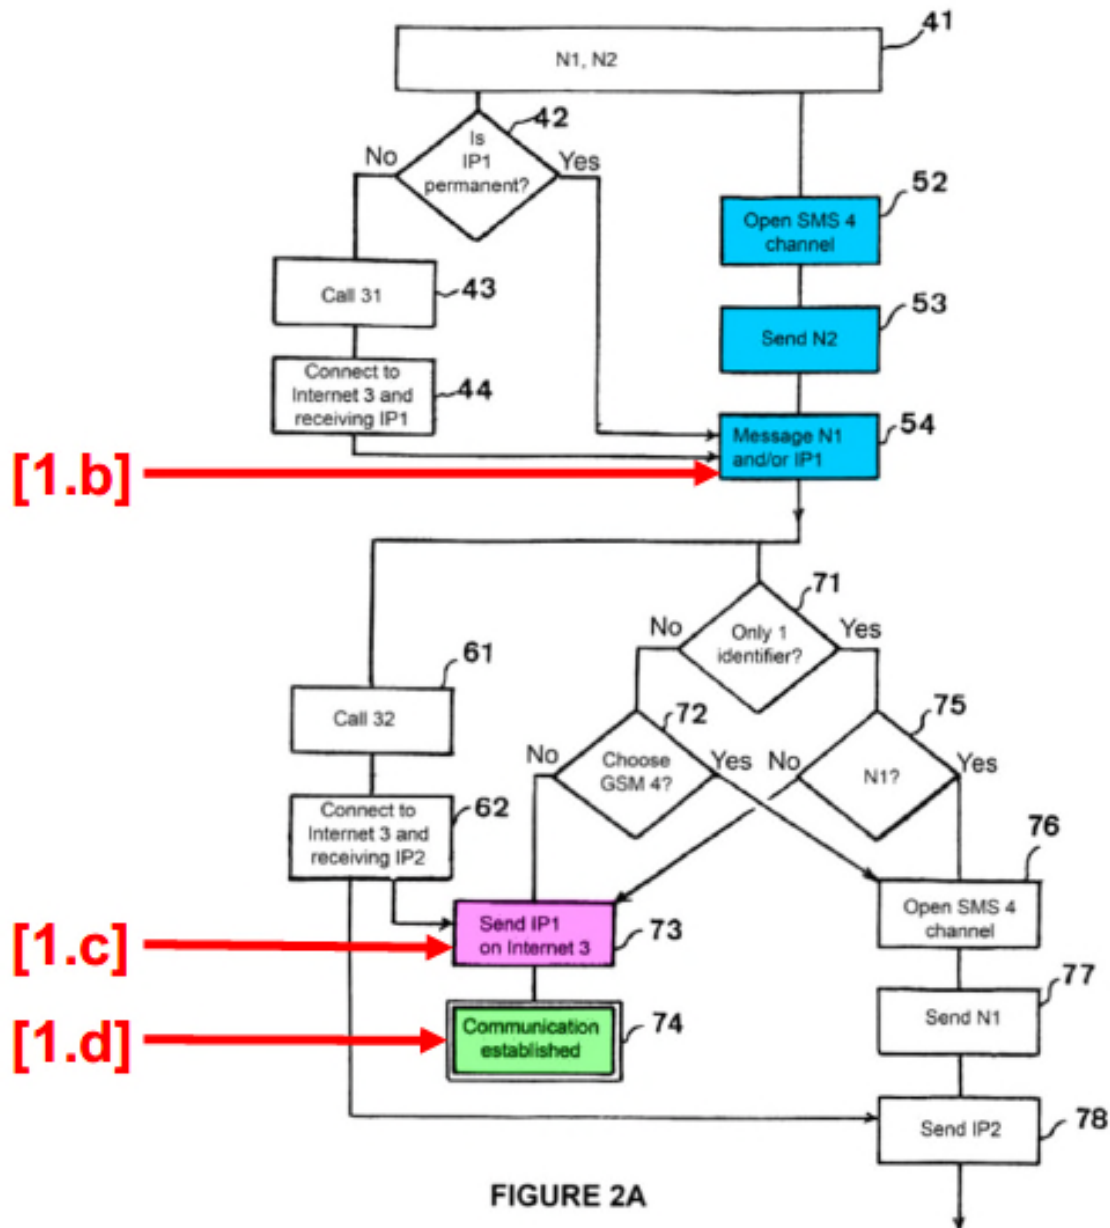 41
N1, N2
42
Is
IP1
permanent?
No
Yes
52
Open SMS 4
channel
43
Call 31
53
Send N2
44
Connect to
Internet 3 and
receiving IP1
54
Message N1
and/or IP1
[1.b]
71
Only 1
identifier?
No
Yes
61
Call 32
72
Choose
GSM 4?
No
Yes
75
N1?
No
Yes
62
Connect to
Internet 3 and
receiving IP2
76
Open SMS 4
channel
[1.c]
Send IP1
on Internet 3
73
77
Send N1
[1.d]
Communication
established
74
78
Send IP2
FIGURE 2A